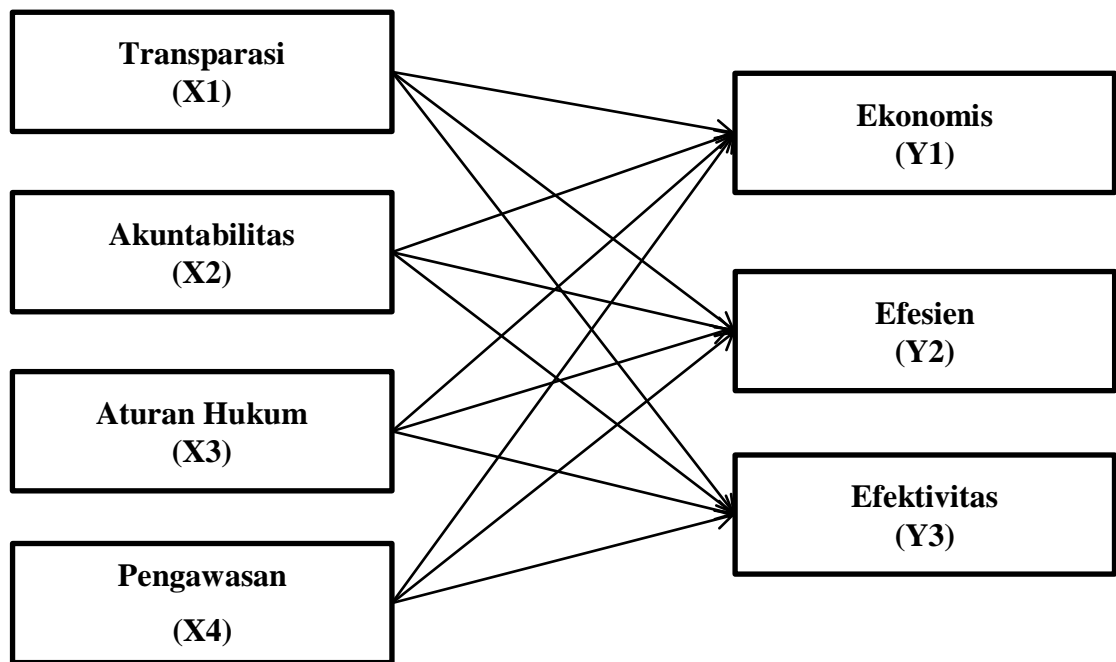 Transparasi
(X1)
Akuntabilitas
(X2)
Aturan Hukum
(X3)
Pengawasan
(X4)
Ekonomis
(Y1)
Efesien
(Y2)
Efektivitas
(Y3)